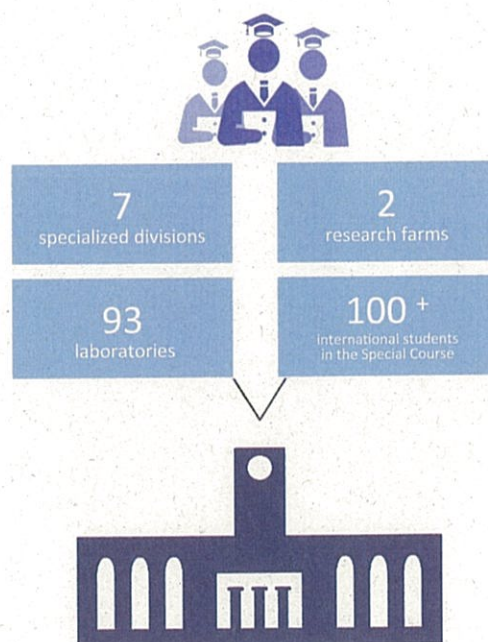 7
specialized divisions
2
research farms
93
laboratories
100 +
international students
in the Special Course